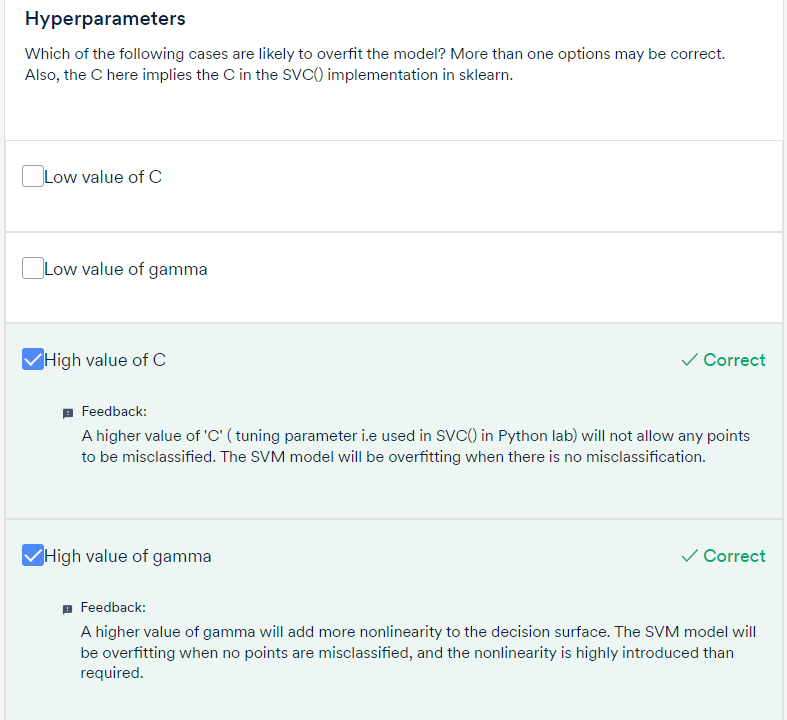 Hyperparameters
Which of the following cases are likely to overfit the model? More than one options may be correct.
Also, the C here implies the C in the SVC() implementation in sklearn.
Low value of C
Low value of gamma
High value of C
Correct
Feedback:
A higher value of 'C' ( tuning parameter i.e used in SVC() in Python lab) will not allow any points
to be misclassified. The SVM model will be overfitting when there is no misclassification.
High value of gamma
Correct
Feedback:
A higher value of gamma will add more nonlinearity to the decision surface. The SVM model will
be overfitting when no points are misclassified, and the nonlinearity is highly introduced than
required.